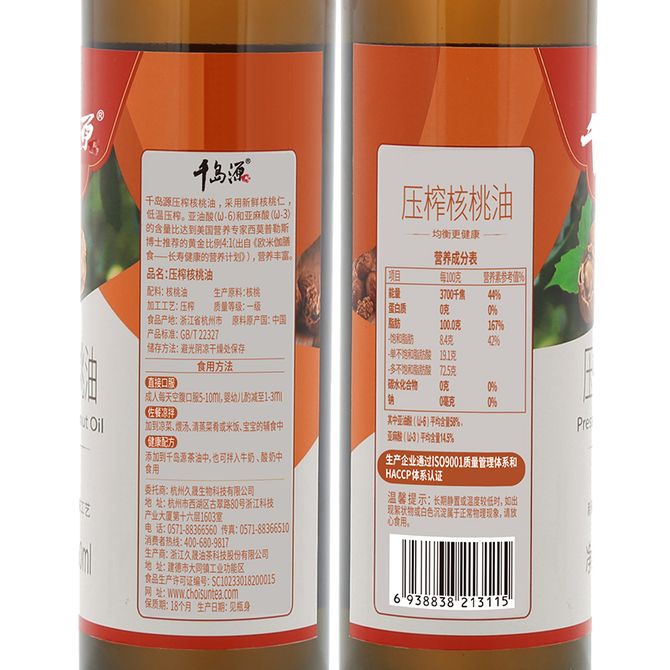 千岛源®
千岛源压榨核桃油，采用新鲜核桃仁，
低温压榨。亚油酸(ω-6)和亚麻酸(ω-3)
的含量比达到美国营养专家西莫普勒斯
博士推荐的黄金比例4:1(出自《欧米伽膳
食——长寿健康的营养计划》)，营养丰富。
品名：压榨核桃油
配料：核桃油 生产原料：核桃
加工工艺：压榨 质量等级：一级
食品产地：浙江省杭州市 原料原产国：中国
产品标准：GB/T 22327
储存方法：避光阴凉干燥处保存
食用方法
直接口服
成人每天空腹口服5-10ml，婴幼儿酌减至1-3ml
佐餐凉拌
加到凉菜、煨汤、清蒸菜肴或米饭、宝宝的辅食中
健康配方
添加到千岛源茶油中，也可拌入牛奶、酸奶中
食用
委托商：杭州久晟生物科技有限公司
地 址：杭州市西湖区古翠路80号浙江科技
产业大厦第十六层1603室
电 话：0571-88366560 传真：0571-88366510
消费者热线：400-680-9817
生产商：浙江久晟油茶科技股份有限公司
地 址：建德市大同镇工业功能区
食品生产许可证编号：SC10233018200015
网 址：www.choisuntea.com
保质期：18个月 生产日期：见瓶身
源®
桃油
nut Oil
工艺
ml
压榨核桃油
均衡更健康
营养成分表
项目 每100克 营养素参考值%
能量 3700千焦 44%
蛋白质 0克 0%
脂肪 100.0克 167%
-饱和脂肪 8.4克 42%
-单不饱和脂肪酸 19.1克
-多不饱和脂肪酸 72.5克
碳水化合物 0克 0%
钠 0毫克 0%
其中亚油酸（ω-6）平均含量58%，
亚麻酸（ω-3）平均含量14.5%
生产企业通过ISO9001质量管理体系和
HACCP体系认证
温馨提示：长期静置或温度较低时，如出
现絮状物或白色沉淀属于正常物理现象，请放
心食用。
6 938838 213115
压
Pres
净